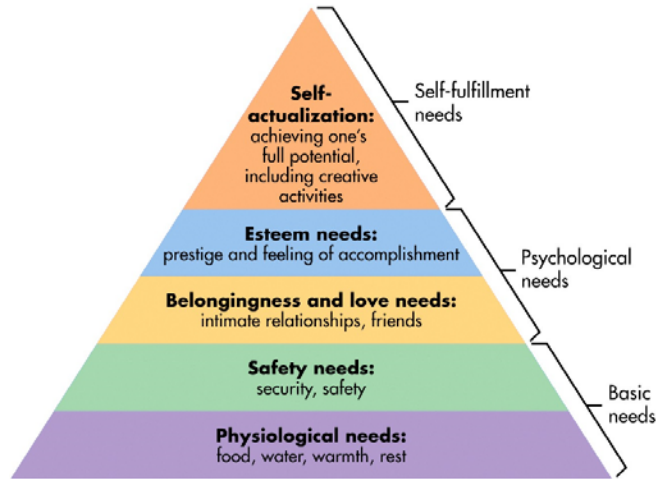 Self-
actualization:
achieving one's
full potential,
including creative
activities
Self-fulfillment
needs
Esteem needs:
prestige and feeling of accomplishment
Belongingness and love needs:
intimate relationships, friends
Psychological
needs
Safety needs:
security, safety
Physiological needs:
food, water, warmth, rest
Basic
needs